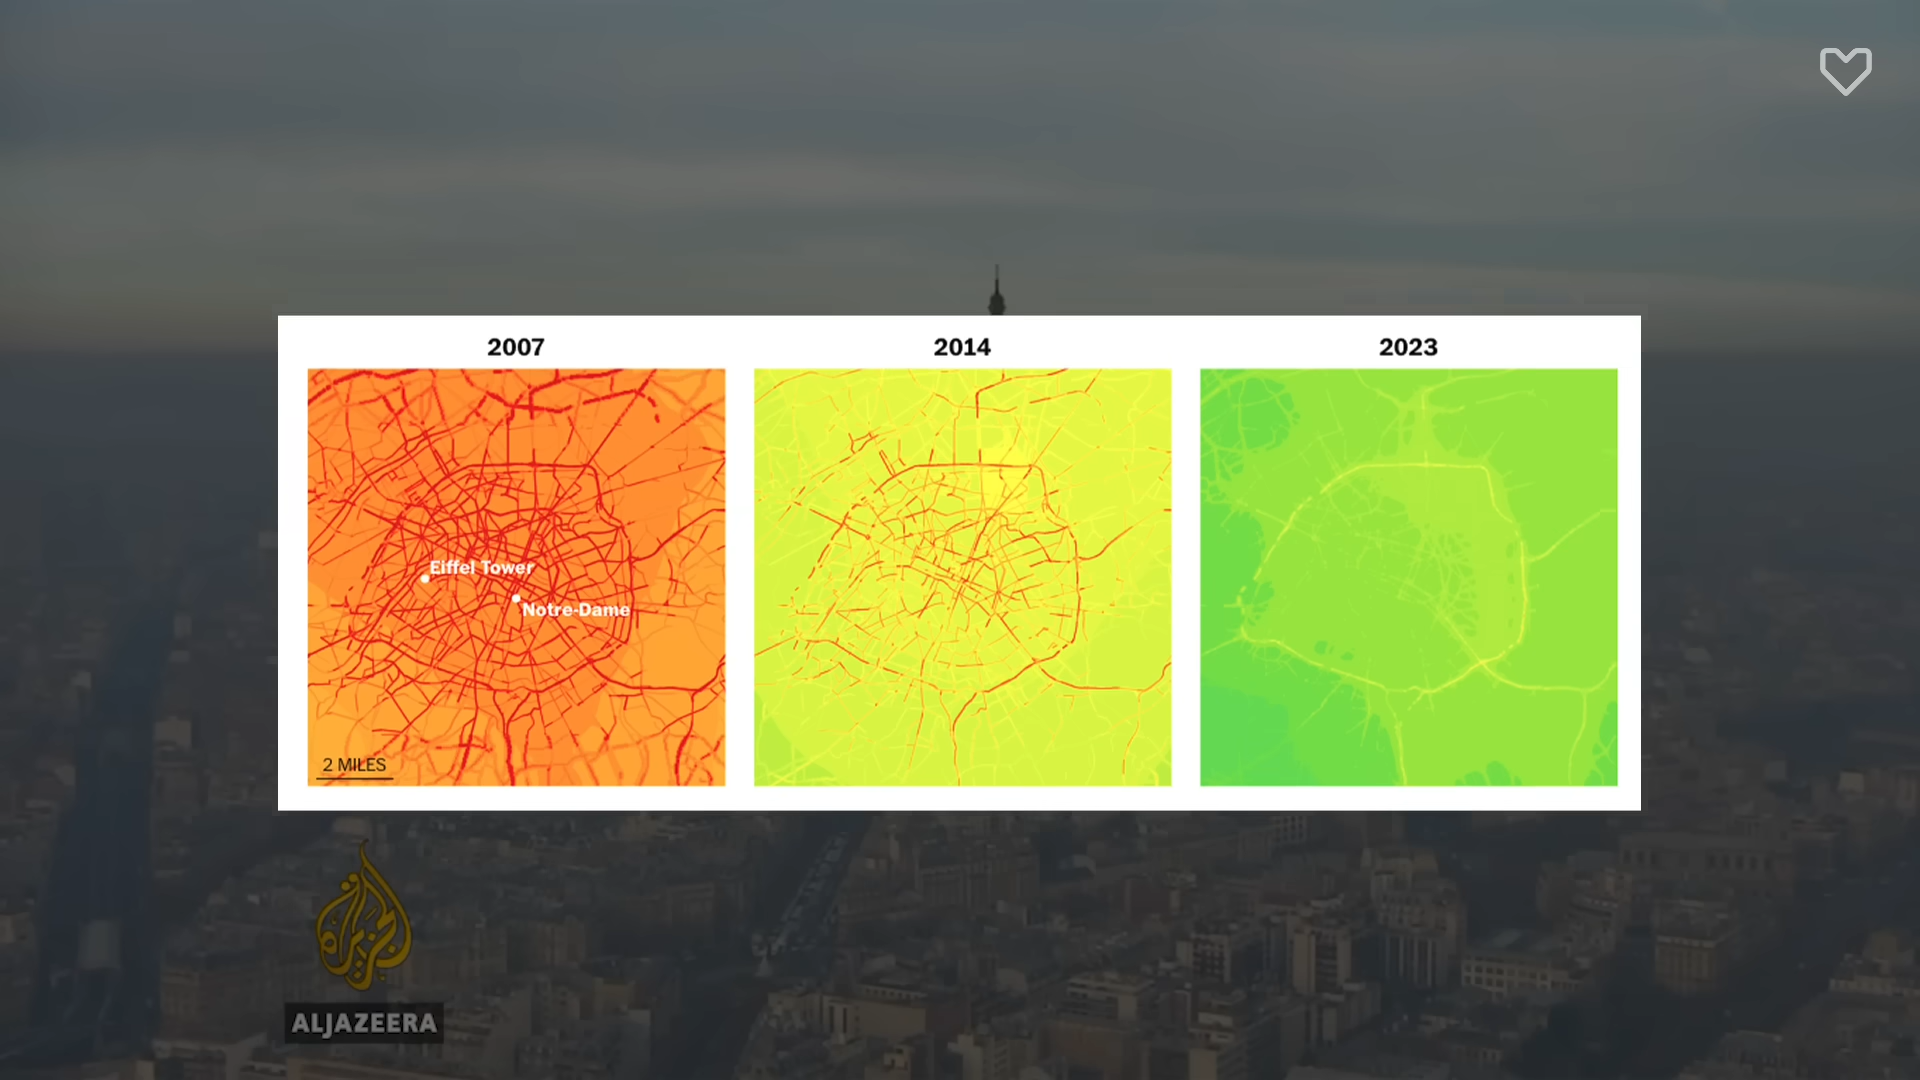 2007
2014
2023
Eiffel Tower
Notre-Dame
2 MILES
الجزيرة
ALJAZEERA